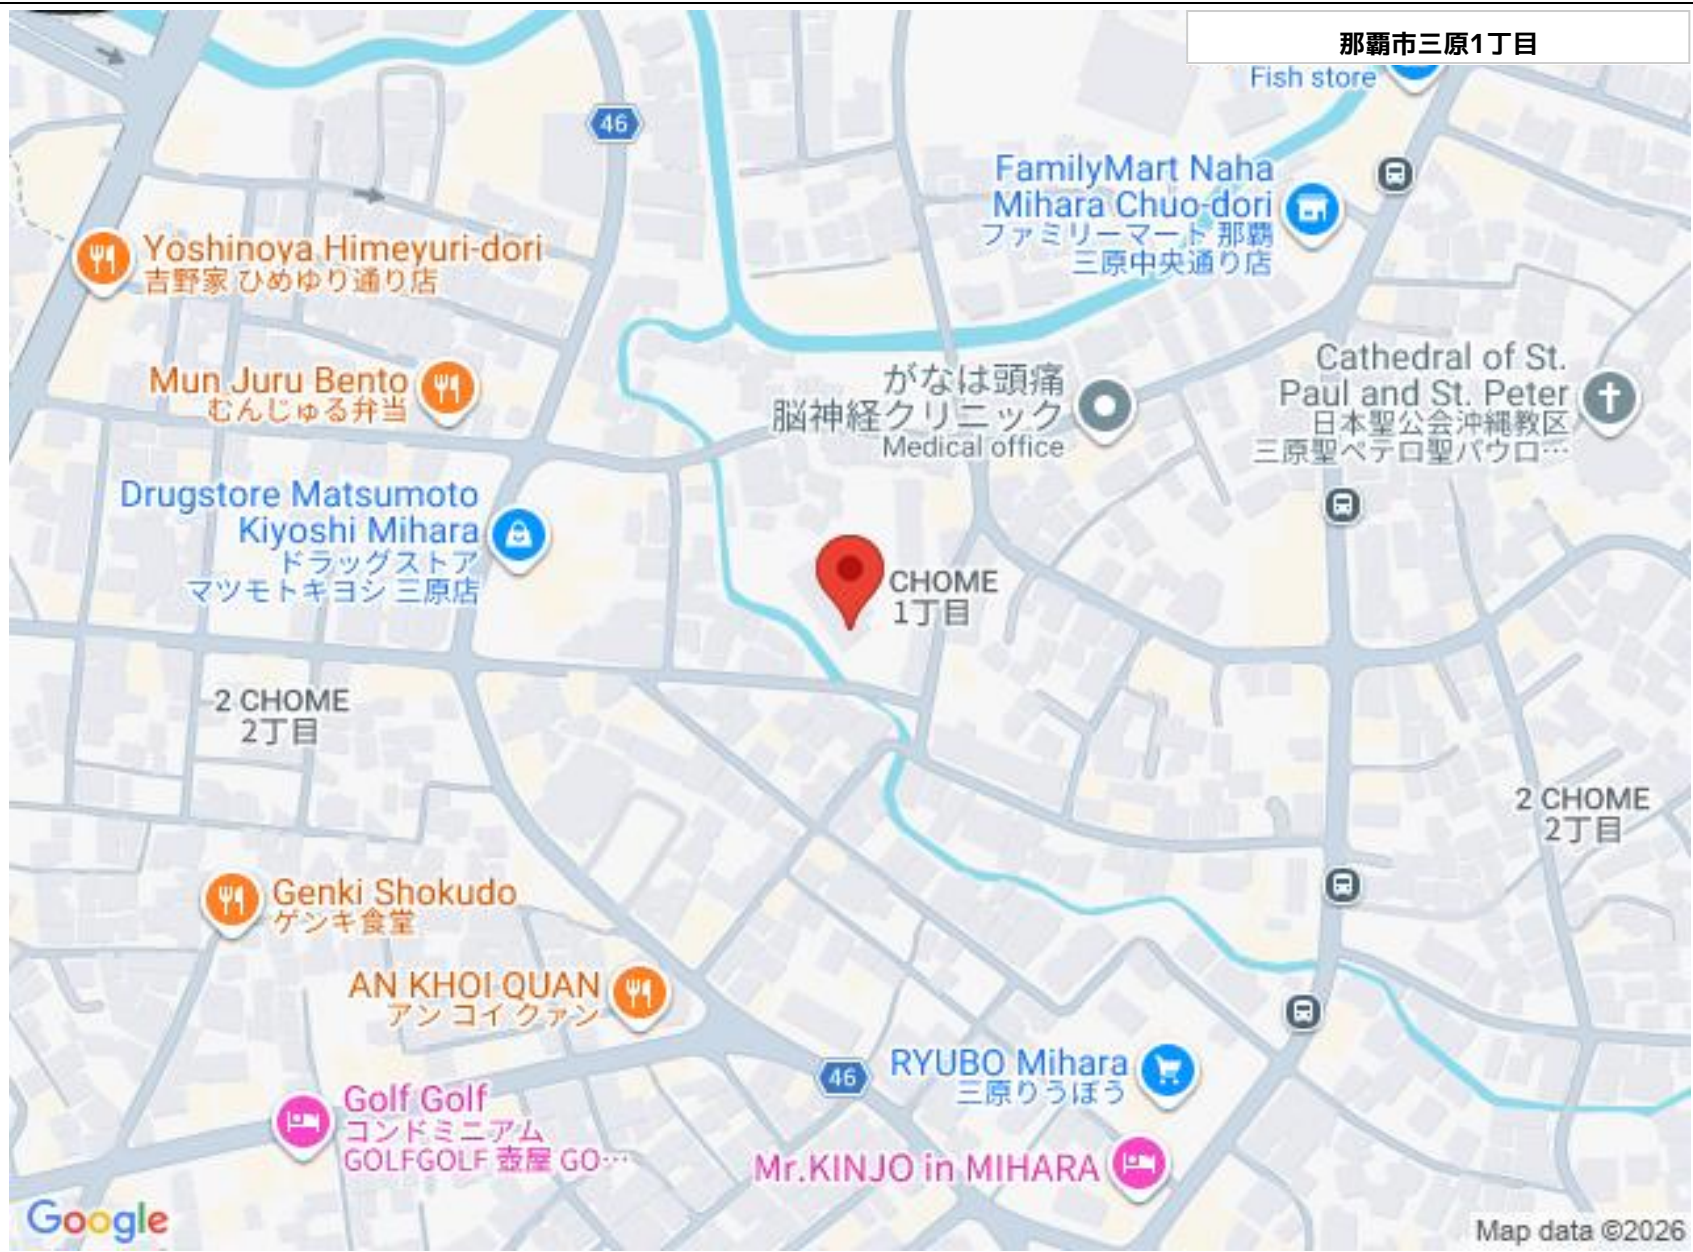 那覇市三原1丁目
Fish store
46
FamilyMart Naha
Mihara Chuo-dori
ファミリーマート 那覇
三原中央通り店
Yoshinoya Himeyuri-dori
吉野家 ひめゆり通り店
Mun Juru Bento
むんじゅる弁当
がなは頭痛
脳神経クリニック
Medical office
Cathedral of St.
Paul and St. Peter
日本聖公会沖縄教区
三原聖ペテロ聖パウロ…
Drugstore Matsumoto
Kiyoshi Mihara
ドラッグストア
マツモトキヨシ 三原店
CHOME
1丁目
2 CHOME
2丁目
2 CHOME
2丁目
Genki Shokudo
ゲンキ食堂
AN KHOI QUAN
アン コイ クァン
46
RYUBO Mihara
三原りうぼう
Golf Golf
コンドミニアム
GOLFGOLF 壺屋 GO…
Mr.KINJO in MIHARA
Google
Map data ©2026